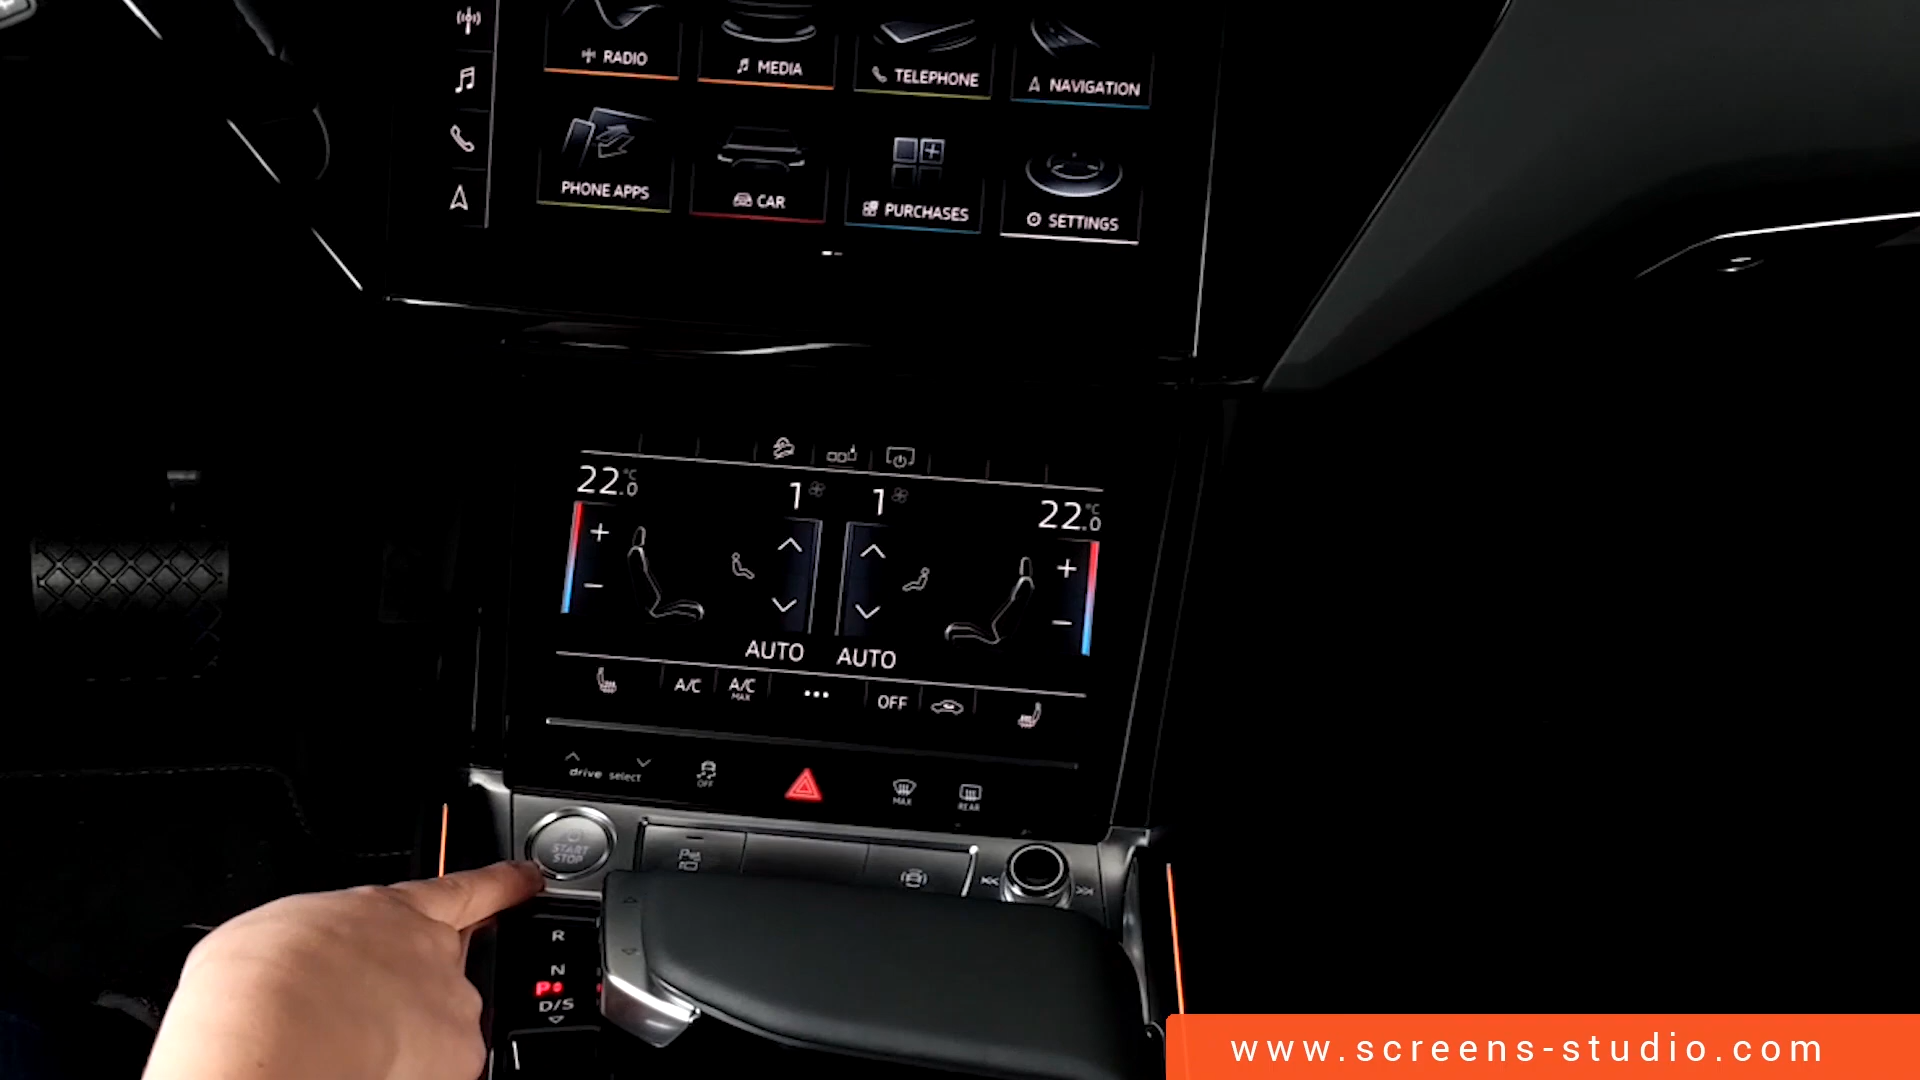 RADIO
MEDIA
TELEPHONE
NAVIGATION
PHONE APPS
CAR
PURCHASES
SETTINGS
22.0 °C
1
1
22.0 °C
+
+
−
−
AUTO
AUTO
A/C
A/C MAX
•••
OFF
drive select
OFF
MAX
REAR
START
STOP
R
N
P
D/S
www.screens-studio.com